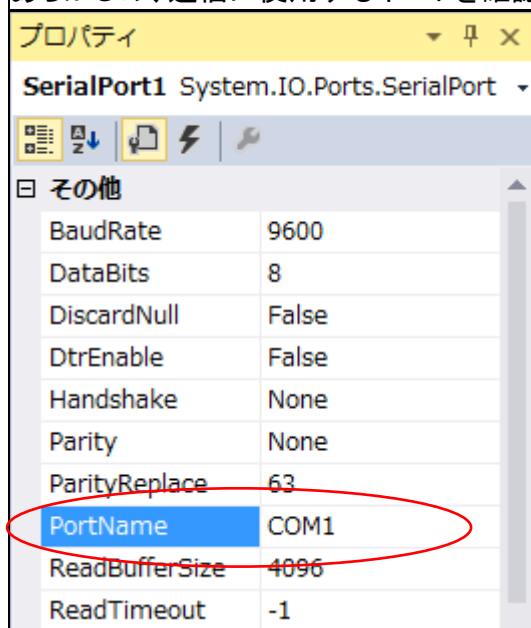 プロパティ
SerialPort1 System.IO.Ports.SerialPort
その他
BaudRate 9600
DataBits 8
DiscardNull False
DtrEnable False
Handshake None
Parity None
ParityReplace 63
PortName COM1
ReadBufferSize 4096
ReadTimeout -1